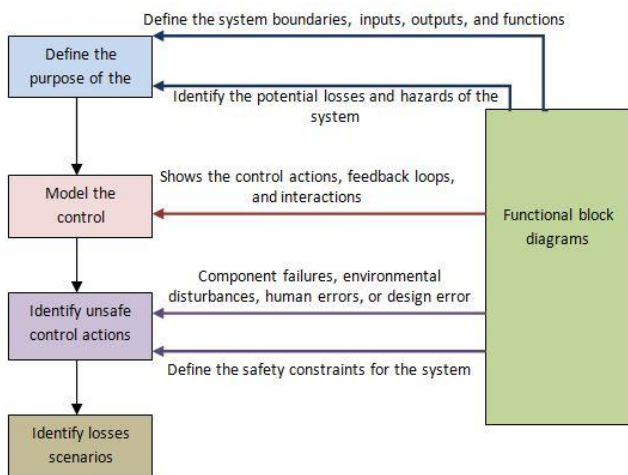 Define the system boundaries, inputs, outputs, and functions
Define the
purpose of the
Identify the potential losses and hazards of the
system
Shows the control actions, feedback loops,
and interactions
Model the
control
Functional block
diagrams
Component failures, environmental
disturbances, human errors, or design error
Identify unsafe
control actions
Define the safety constraints for the system
Identify losses
scenarios